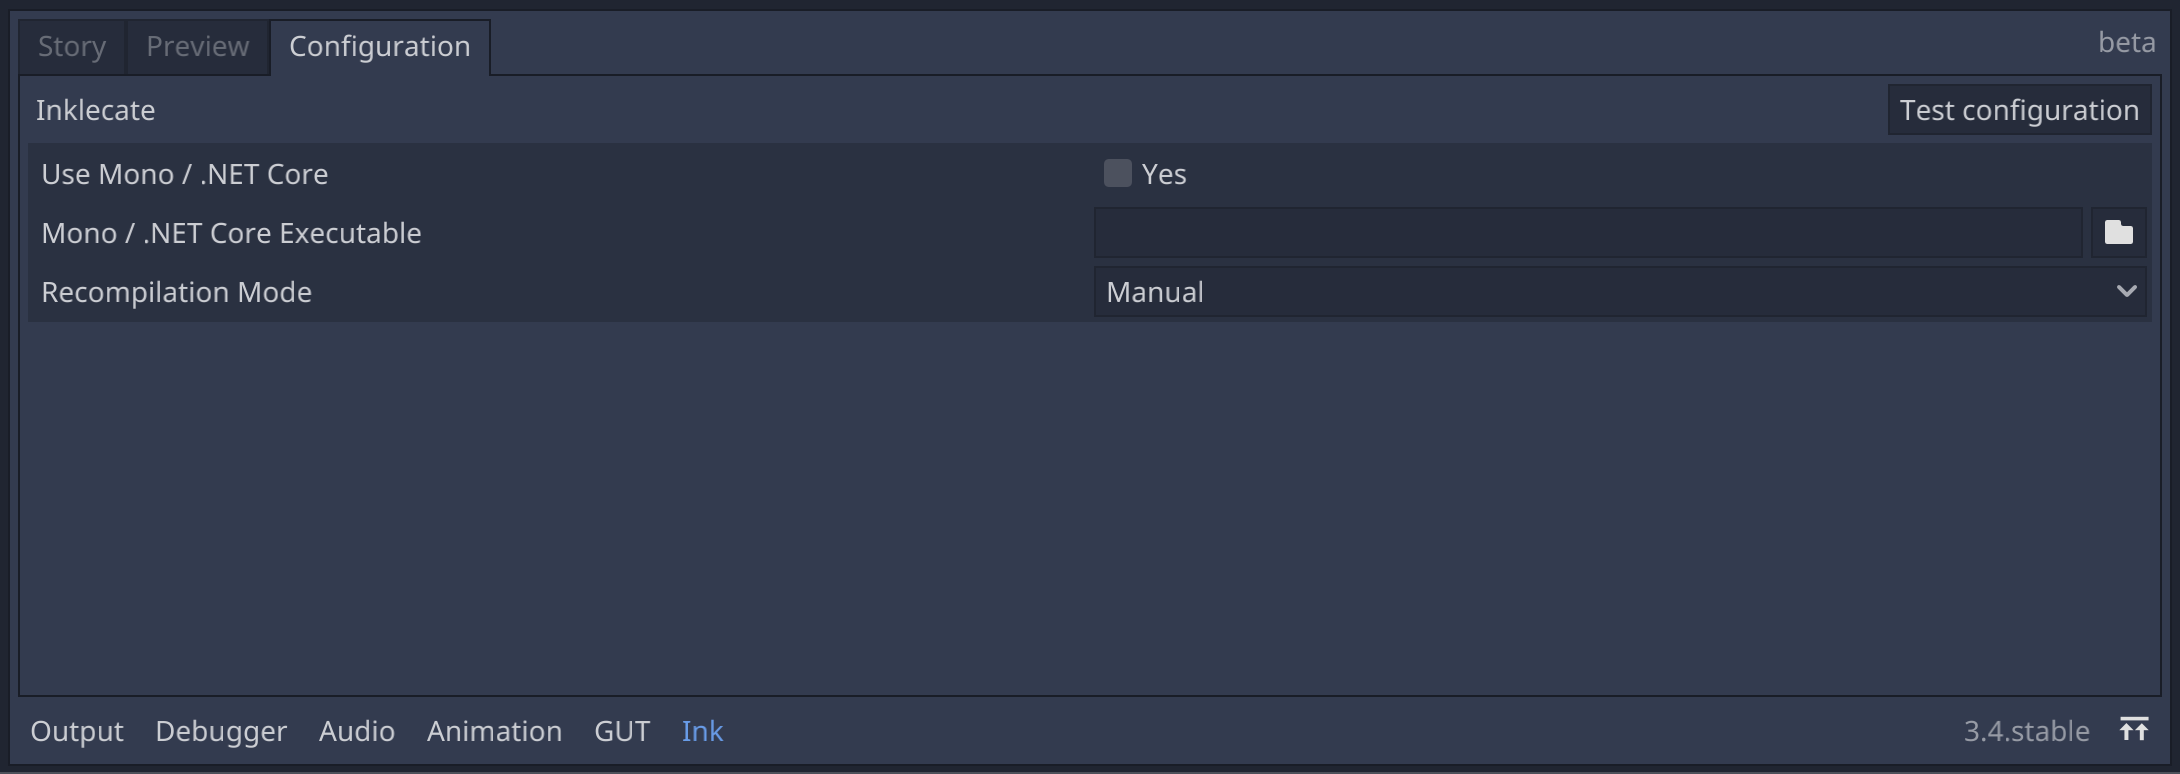 Story Preview Configuration beta
Inklecate Test configuration
Use Mono / .NET Core Yes
Mono / .NET Core Executable
Recompilation Mode Manual
Output Debugger Audio Animation GUT Ink 3.4.stable